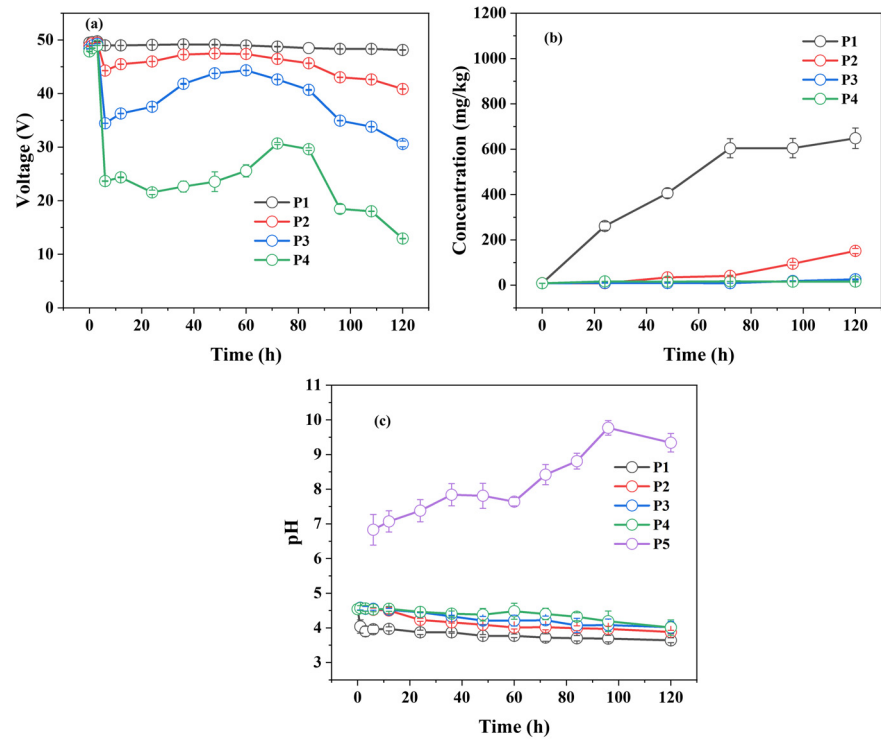 (a)
50
40
30
20
10
0
Voltage (V)
P1
P2
P3
P4
0 20 40 60 80 100 120
Time (h)
(b)
1200
1000
800
600
400
200
0
Concentration (mg/kg)
P1
P2
P3
P4
0 20 40 60 80 100 120
Time (h)
(c)
11
10
9
8
7
6
5
4
3
pH
P1
P2
P3
P4
P5
0 20 40 60 80 100 120
Time (h)